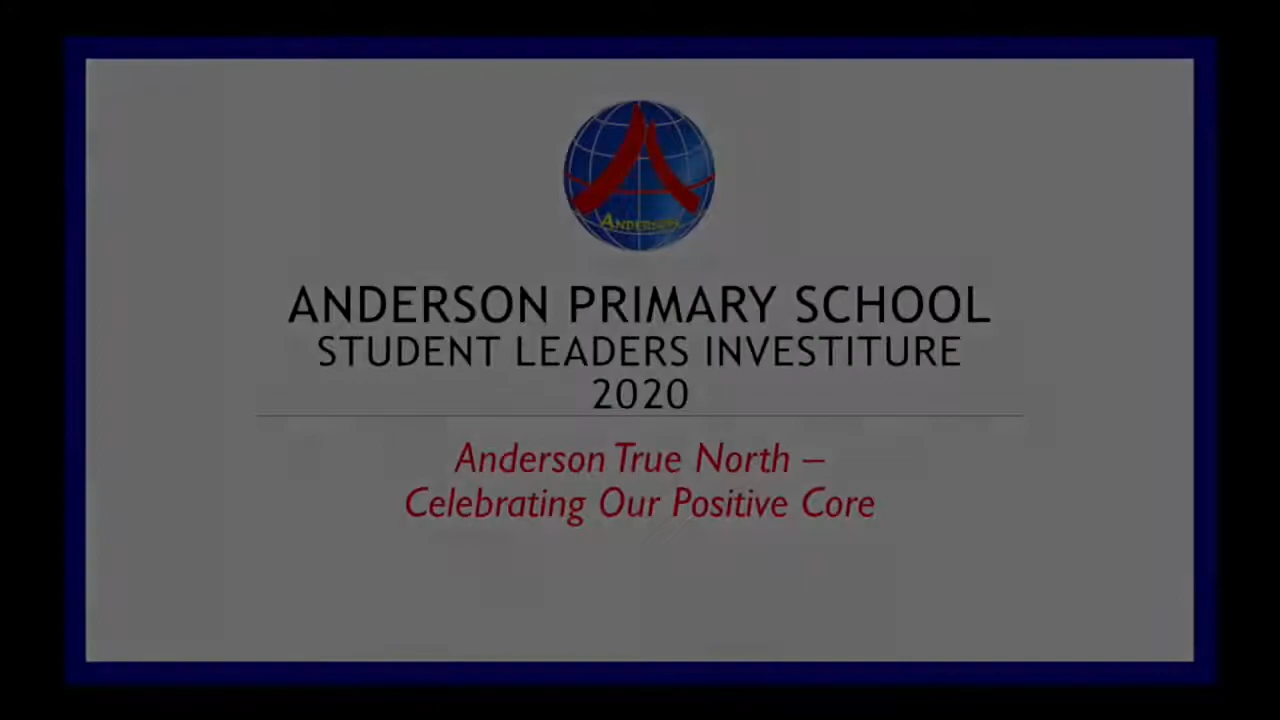 ANDERSON
ANDERSON PRIMARY SCHOOL
STUDENT LEADERS INVESTITURE
2020
Anderson True North –
Celebrating Our Positive Core